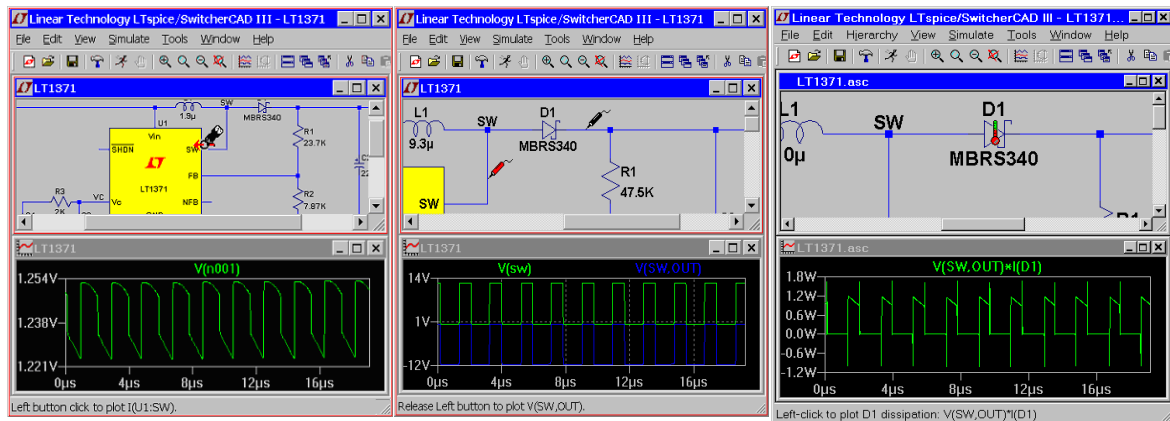 Linear Technology LTspice/SwitcherCAD III - LT1371
File Edit View Simulate Tools Window Help
LT1371
SW
1.9µ
MBRS340
U1
Vin
R1
23.7K
SHDN
SW
FB
LT1371
R3
VC
Vc
NFB
R2
7.87K
2K
LT1371
V(n001)
1.254V
1.238V
1.221V
0µs 4µs 8µs 12µs 16µs
Left button click to plot I(U1:SW).
Linear Technology LTspice/SwitcherCAD III - LT1371
File Edit View Simulate Tools Window Help
LT1371
L1
SW
D1
9.3µ
MBRS340
R1
47.5K
SW
LT1371
V(sw) V(SW,OUT)
14V
1V
-12V
0µs 4µs 8µs 12µs 16µs
Release Left button to plot V(SW,OUT).
Linear Technology LTspice/SwitcherCAD III - LT1371...
File Edit Hierarchy View Simulate Tools Window Help
LT1371.asc
L1
SW
D1
0µ
MBRS340
LT1371.asc
V(SW,OUT)*I(D1)
1.8W
1.2W
0.6W
0.0W
-0.6W
-1.2W
0µs 4µs 8µs 12µs 16µs
Left-click to plot D1 dissipation: V(SW,OUT)*I(D1)